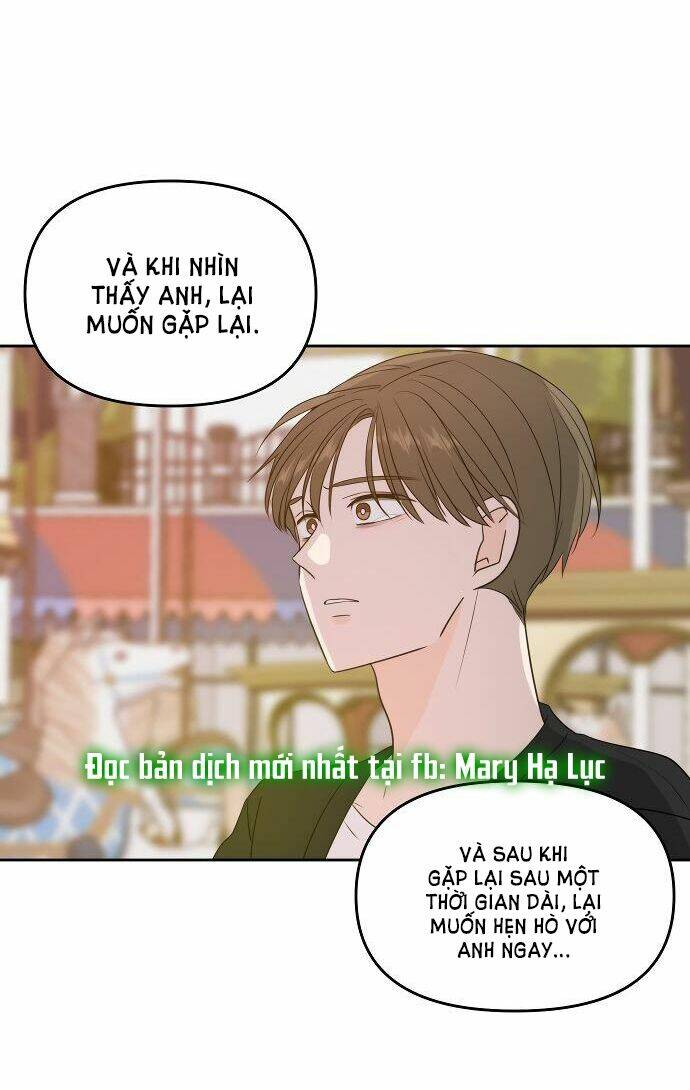 VÀ KHI NHÌN
THẤY ANH, LẠI
MUỐN GẶP LẠI.
Đọc bản dịch mới nhất tại fb: Mary Hạ Lục
VÀ SAU KHI
GẶP LẠI SAU MỘT
THỜI GIAN DÀI, LẠI
MUỐN HẸN HÒ VỚI
ANH NGAY...